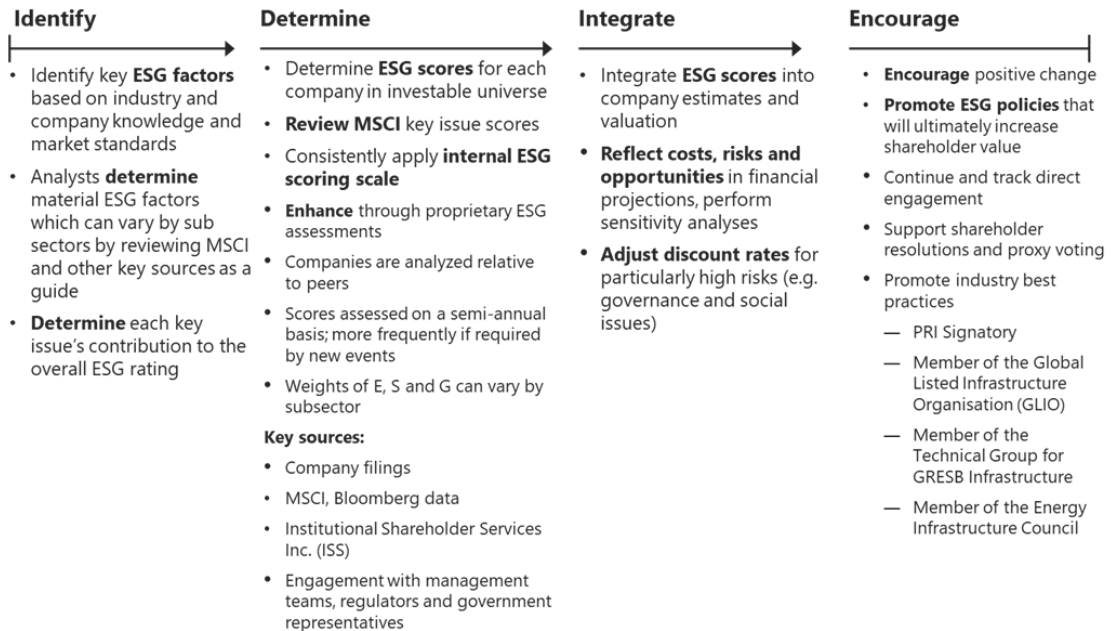 Identify
• Identify key ESG factors
based on industry and
company knowledge and
market standards
• Analysts determine
material ESG factors
which can vary by sub
sectors by reviewing MSCI
and other key sources as a
guide
• Determine each key
issue's contribution to the
overall ESG rating
Determine
• Determine ESG scores for each
company in investable universe
• Review MSCI key issue scores
• Consistently apply internal ESG
scoring scale
• Enhance through proprietary ESG
assessments
• Companies are analyzed relative
to peers
• Scores assessed on a semi-annual
basis; more frequently if required
by new events
• Weights of E, S and G can vary by
subsector
Key sources:
• Company filings
• MSCI, Bloomberg data
• Institutional Shareholder Services
Inc. (ISS)
• Engagement with management
teams, regulators and government
representatives
Integrate
• Integrate ESG scores into
company estimates and
valuation
• Reflect costs, risks and
opportunities in financial
projections, perform
sensitivity analyses
• Adjust discount rates for
particularly high risks (e.g.
governance and social
issues)
Encourage
• Encourage positive change
• Promote ESG policies that
will ultimately increase
shareholder value
• Continue and track direct
engagement
• Support shareholder
resolutions and proxy voting
• Promote industry best
practices
— PRI Signatory
— Member of the Global
Listed Infrastructure
Organisation (GLIO)
— Member of the
Technical Group for
GRESB Infrastructure
— Member of the Energy
Infrastructure Council